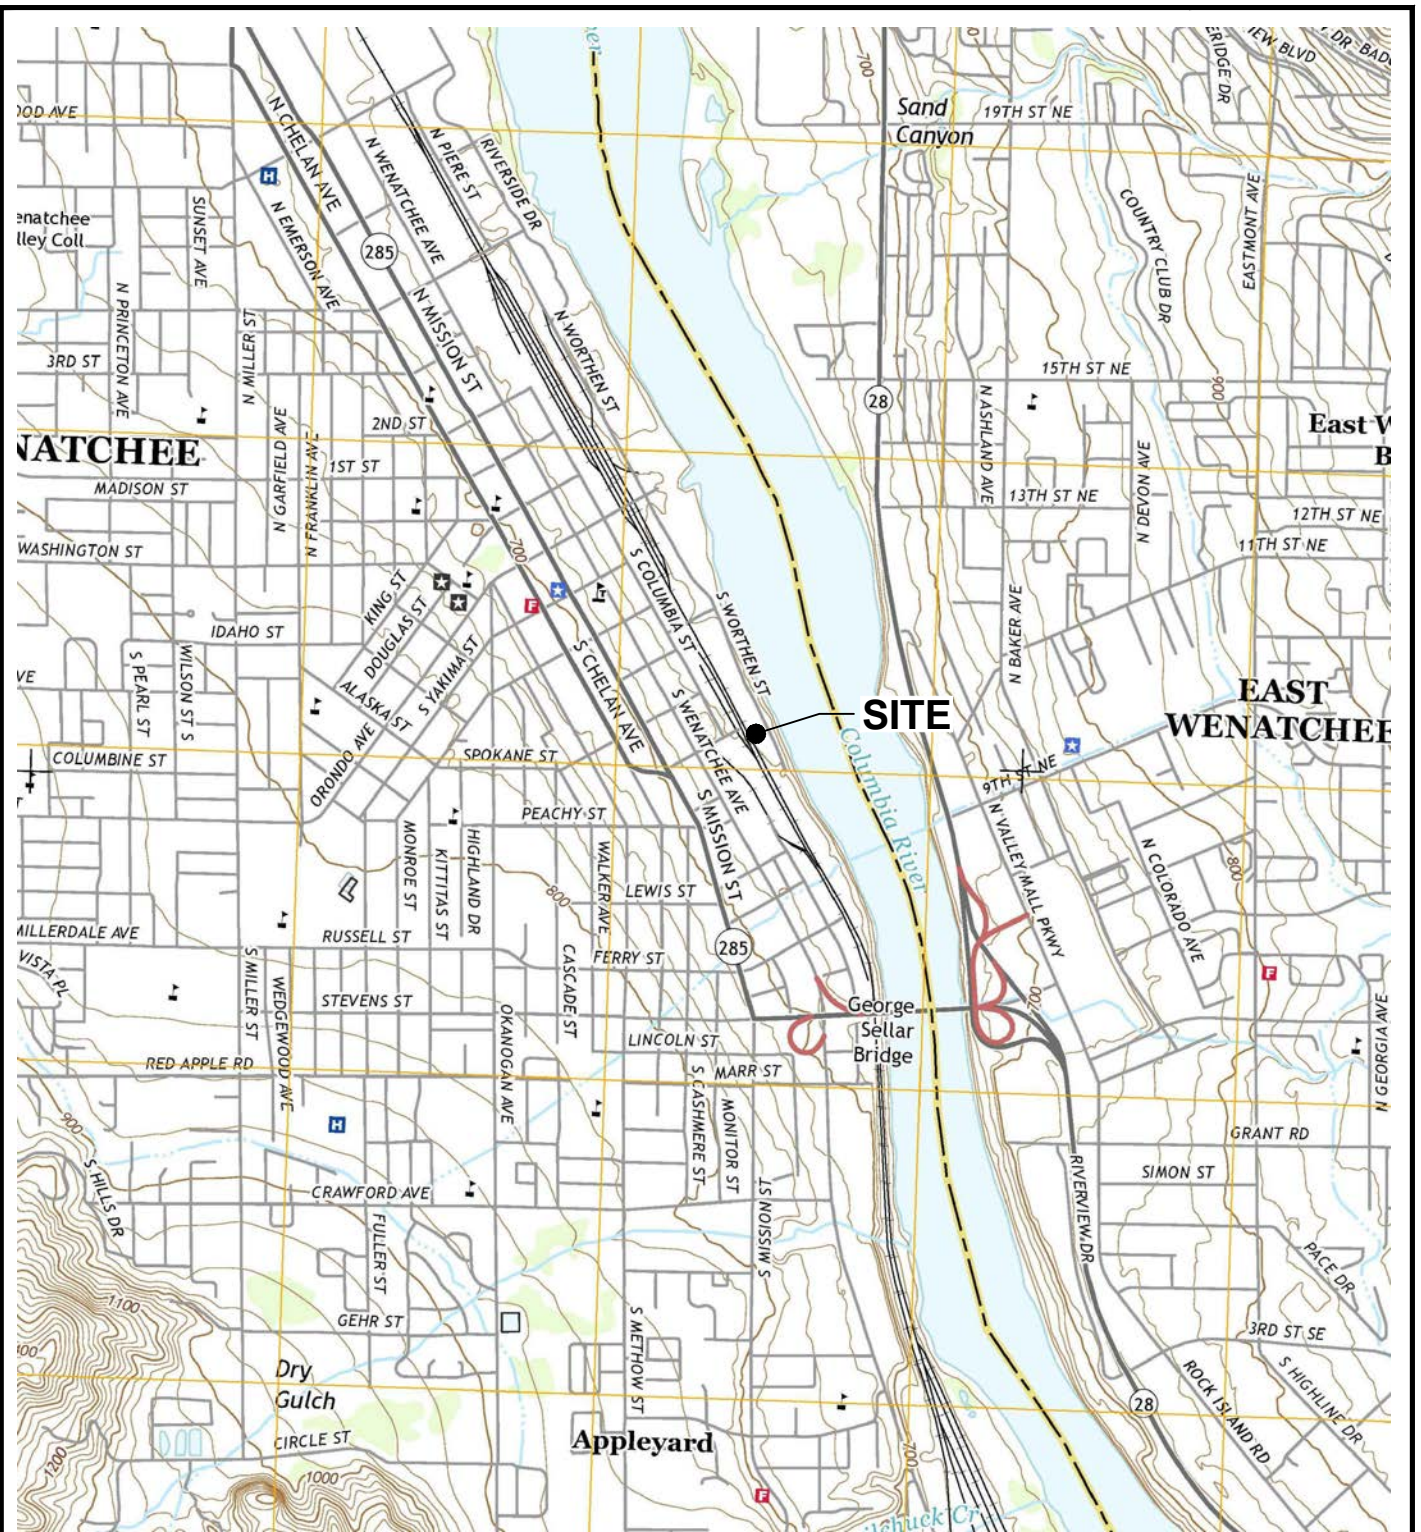 er
ERIDGE DR
IEW BLVD
DR
BAD
700
Sand
Canyon
19TH ST NE
OOD AVE
N CHELAN AVE
N WENATCHEE AVE
N PIERE ST
RIVERSIDE DR
H
enatchee
lley Coll
SUNSET AVE
N EMERSON AVE
285
COUNTRY CLUB DR
EASTMONT AVE
N PRINCETON AVE
N MILLER ST
N MISSION ST
N WORTHEN ST
3RD ST
15TH ST NE
900
28
N ASHLAND AVE
2ND ST
East W
B
NATCHEE
N GARFIELD AVE
N FRANKLIN AVE
1ST ST
MADISON ST
13TH ST NE
N DEVON AVE
12TH ST NE
11TH ST NE
WASHINGTON ST
700
S COLUMBIA ST
S WORTHEN ST
KING ST
DOUGLAS ST
F
N BAKER AVE
IDAHO ST
S YAKIMA ST
S CHELAN AVE
VE
S PEARL ST
WILSON ST S
ALASKA ST
S WENATCHEE AVE
EAST
WENATCHEE
SITE
ORONDO AVE
COLUMBINE ST
SPOKANE ST
Columbia River
9TH ST NE
T
PEACHY ST
S MISSION ST
N VALLEY MALL PKWY
MONROE ST
KITTITAS ST
HIGHLAND DR
WALKER AVE
N COLORADO AVE
800
800
LEWIS ST
MILLERDALE AVE
RUSSELL ST
285
FERRY ST
VISTA PL
S MILLER ST
WEDGEWOOD AVE
STEVENS ST
CASCADE ST
F
700
OKANOGAN AVE
George
Sellar
Bridge
LINCOLN ST
N GEORGIA AVE
RED APPLE RD
MARR ST
S CASHMERE ST
MONITOR ST
900
H
GRANT RD
S HILLS DR
CRAWFORD AVE
S MISSION ST
RIVERVIEW DR
SIMON ST
FULLER ST
PACE DR
1100
GEHR ST
S METHOW ST
3RD ST SE
Dry
Gulch
ROCK ISLAND RD
S HIGHLINE DR
28
CIRCLE ST
Appleyard
1200
1000
700
F
ilchuck Cr